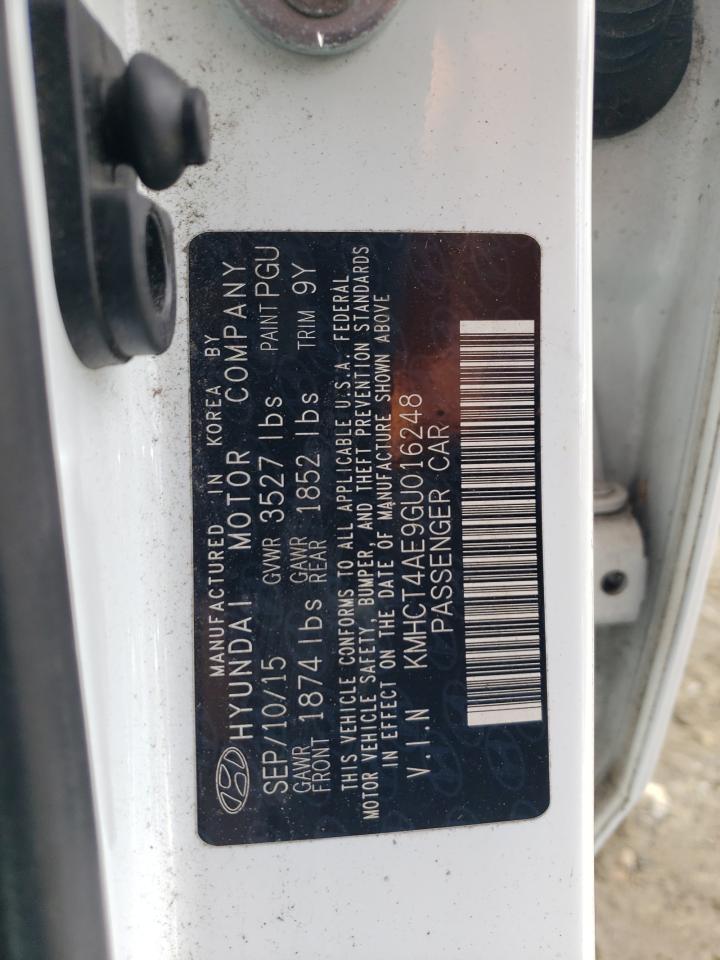 MANUFACTURED IN KOREA BY
HYUNDAI MOTOR COMPANY
SEP/10/15 GVWR 3527 lbs PAINT PGU
GAWR FRONT 1874 lbs GAWR REAR 1852 lbs TRIM 9Y
THIS VEHICLE CONFORMS TO ALL APPLICABLE U.S.A. FEDERAL
MOTOR VEHICLE SAFETY, BUMPER, AND THEFT PREVENTION STANDARDS
IN EFFECT ON THE DATE OF MANUFACTURE SHOWN ABOVE
V.I.N KMHCT4AE9GU016248
PASSENGER CAR